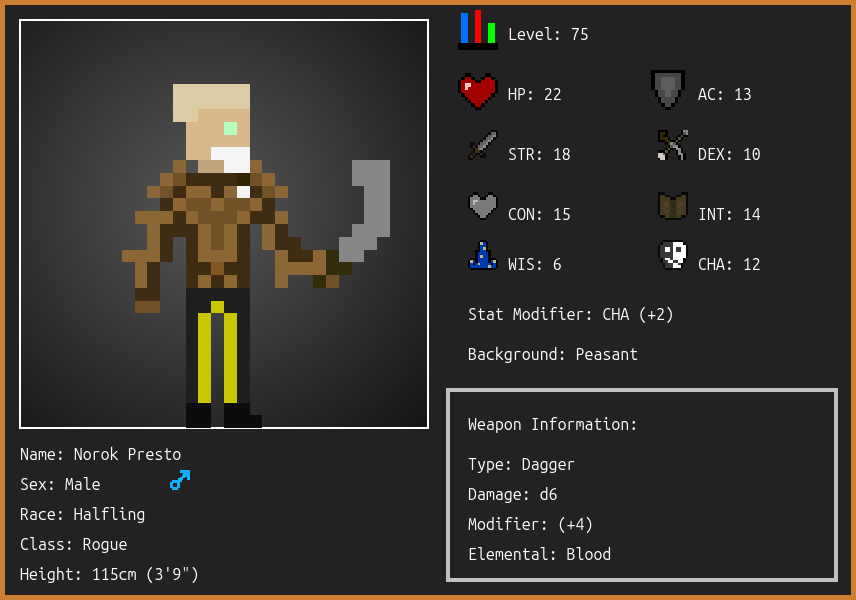 Level: 75
HP: 22
AC: 13
STR: 18
DEX: 10
CON: 15
INT: 14
WIS: 6
CHA: 12
Stat Modifier: CHA (+2)
Background: Peasant
Weapon Information:
Type: Dagger
Damage: d6
Modifier: (+4)
Elemental: Blood
Name: Norok Presto
Sex: Male
Race: Halfling
Class: Rogue
Height: 115cm (3'9")